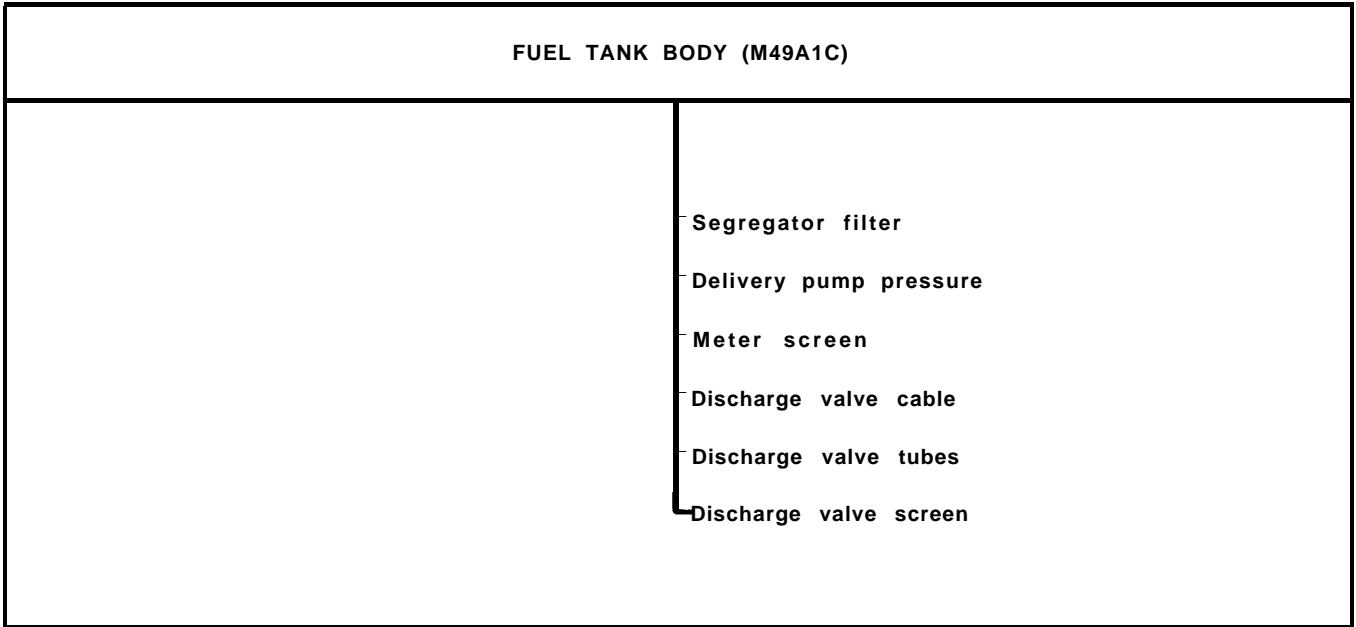 FUEL TANK BODY (M49A1C)
Segregator filter
Delivery pump pressure
Meter screen
Discharge valve cable
Discharge valve tubes
Discharge valve screen